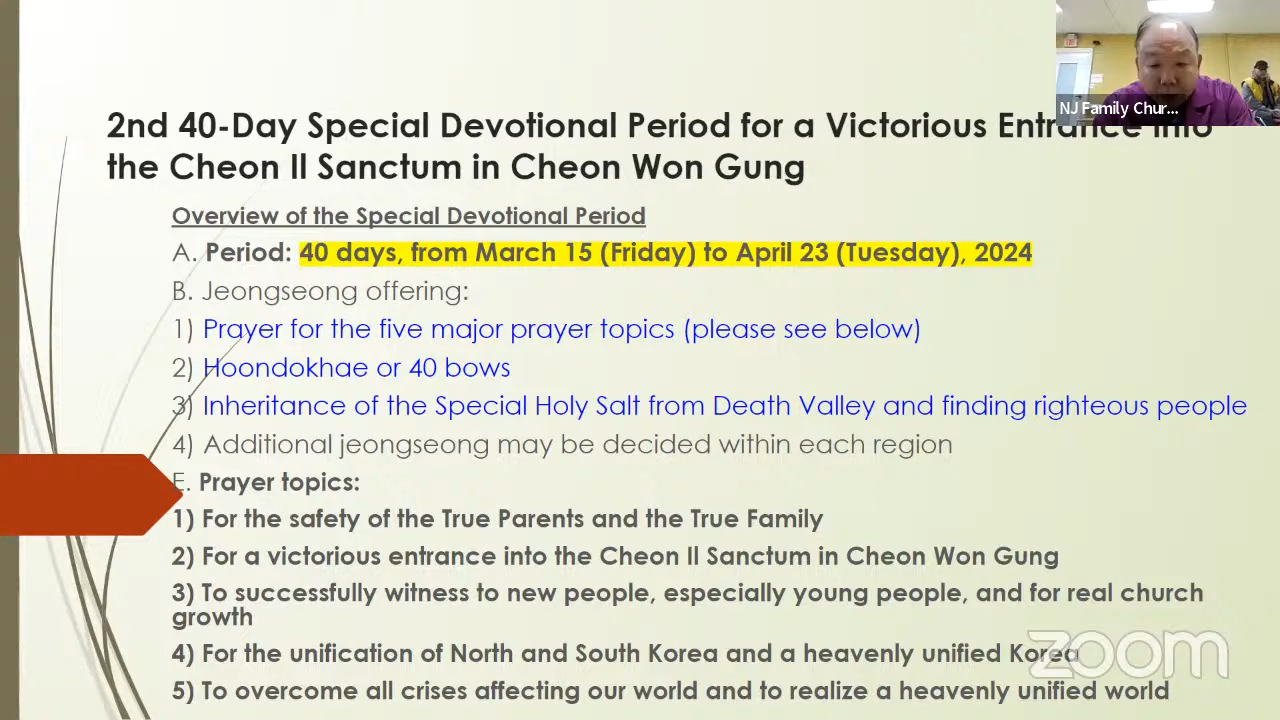 2nd 40-Day Special Devotional Period for a Victorious Entrance into
the Cheon Il Sanctum in Cheon Won Gung
Overview of the Special Devotional Period
A. Period: 40 days, from March 15 (Friday) to April 23 (Tuesday), 2024
B. Jeongseong offering:
1) Prayer for the five major prayer topics (please see below)
2) Hoondokhae or 40 bows
3) Inheritance of the Special Holy Salt from Death Valley and finding righteous people
4) Additional jeongseong may be decided within each region
E. Prayer topics:
1) For the safety of the True Parents and the True Family
2) For a victorious entrance into the Cheon Il Sanctum in Cheon Won Gung
3) To successfully witness to new people, especially young people, and for real church
growth
4) For the unification of North and South Korea and a heavenly unified Korea
5) To overcome all crises affecting our world and to realize a heavenly unified world
NJ Family Chur...
zoom